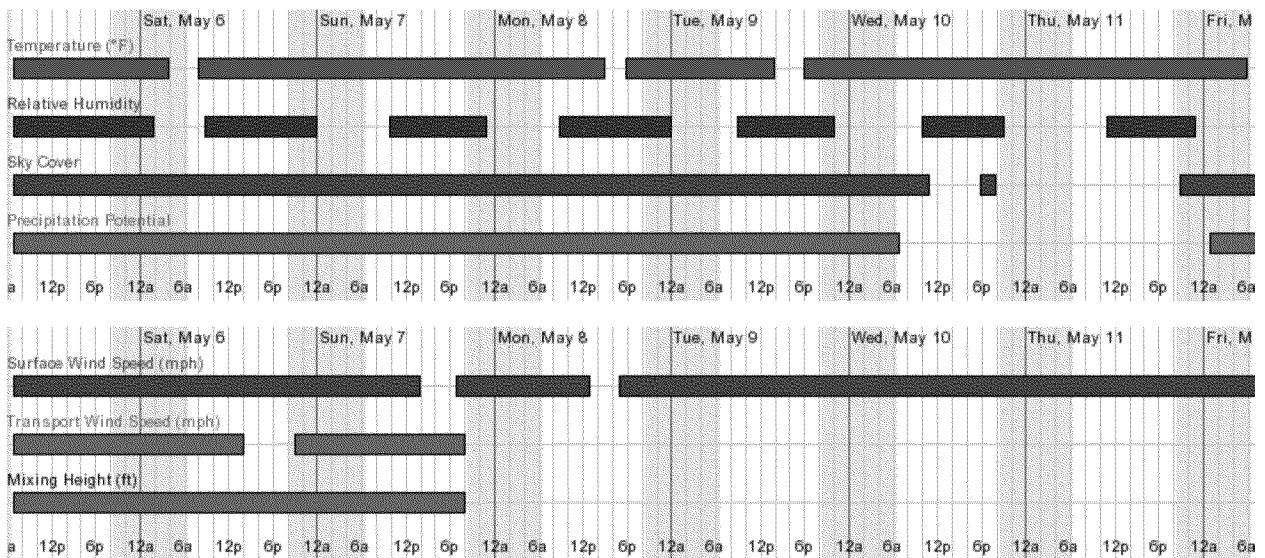 Sat, May 6 Sun, May 7 Mon, May 8 Tue, May 9 Wed, May 10 Thu, May 11 Fri, M
Temperature (°F)
Relative Humidity
Sky Cover
Precipitation Potential
a 12p 6p 12a 6a 12p 6p 12a 6a 12p 6p 12a 6a 12p 6p 12a 6a 12p 6p 12a 6a 12p 6p 12a 6a 12p 6p 12a 6a
Sat, May 6 Sun, May 7 Mon, May 8 Tue, May 9 Wed, May 10 Thu, May 11 Fri, M
Surface Wind Speed (mph)
Transport Wind Speed (mph)
Mixing Height (ft)
a 12p 6p 12a 6a 12p 6p 12a 6a 12p 6p 12a 6a 12p 6p 12a 6a 12p 6p 12a 6a 12p 6p 12a 6a 12p 6p 12a 6a